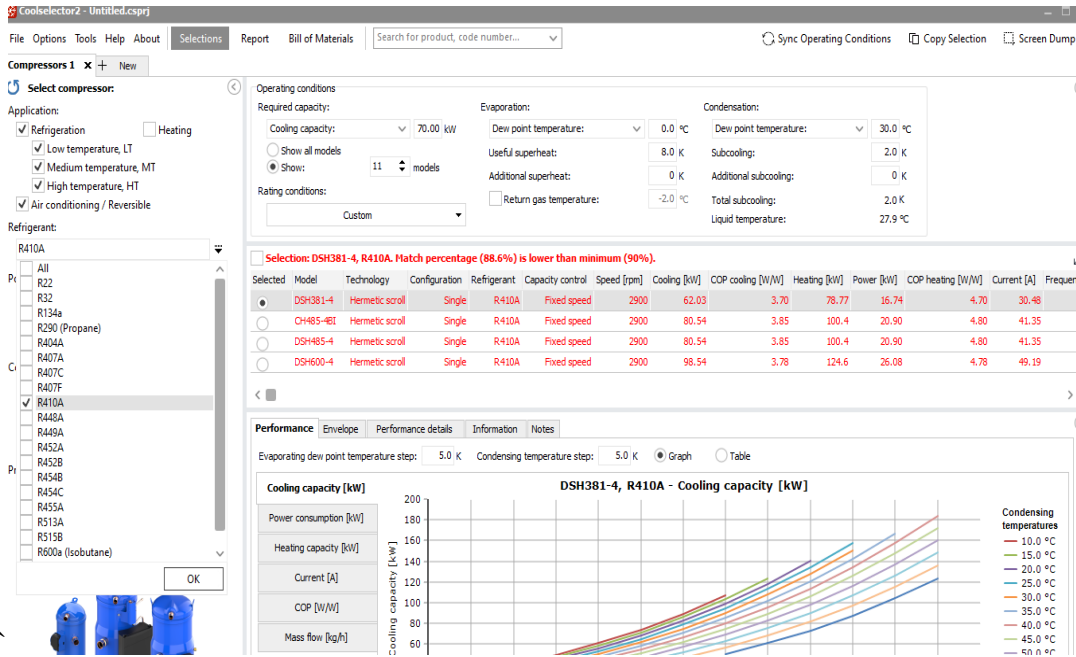 Coolselector2 - Untitled.csprj
File Options Tools Help About Selections Report Bill of Materials Search for product, code number... Sync Operating Conditions Copy Selection Screen Dump
Compressors 1 x + New
Select compressor:
Application:
Refrigeration Heating
Low temperature, LT
Medium temperature, MT
High temperature, HT
Air conditioning / Reversible
Refrigerant:
R410A
All
R22
R32
R134a
R290 (Propane)
R404A
R407A
R407C
R407F
R410A
R448A
R449A
R452A
R452B
R454B
R454C
R455A
R513A
R515B
R600a (Isobutane)
OK
Operating conditions
Required capacity: Evaporation: Condensation:
Cooling capacity: 70.00 kW Dew point temperature: 0.0 °C Dew point temperature: 30.0 °C
Show all models Useful superheat: 8.0 K Subcooling: 2.0 K
Show: 11 models Additional superheat: 0 K Additional subcooling: 0 K
Rating conditions: Return gas temperature: -2.0 °C Total subcooling: 2.0 K
Custom Liquid temperature: 27.9 °C
Selection: DSH381-4, R410A. Match percentage (88.6%) is lower than minimum (90%).
Selected Model Technology Configuration Refrigerant Capacity control Speed [rpm] Cooling [kW] COP cooling [W/W] Heating [kW] Power [kW] COP heating [W/W] Current [A] Frequen
DSH381-4 Hermetic scroll Single R410A Fixed speed 2900 62.03 3.70 78.77 16.74 4.70 30.48
CH485-4BI Hermetic scroll Single R410A Fixed speed 2900 80.54 3.85 100.4 20.90 4.80 41.35
DSH485-4 Hermetic scroll Single R410A Fixed speed 2900 80.54 3.85 100.4 20.90 4.80 41.35
DSH600-4 Hermetic scroll Single R410A Fixed speed 2900 98.54 3.78 124.6 26.08 4.78 49.19
Performance Envelope Performance details Information Notes
Evaporating dew point temperature step: 5.0 K Condensing temperature step: 5.0 K Graph Table
Cooling capacity [kW]
Power consumption [kW]
Heating capacity [kW]
Current [A]
COP [W/W]
Mass flow [kg/h]
DSH381-4, R410A - Cooling capacity [kW]
Cooling capacity [kW]
200
180
160
140
120
100
80
60
Condensing
temperatures
10.0 °C
15.0 °C
20.0 °C
25.0 °C
30.0 °C
35.0 °C
40.0 °C
45.0 °C
50.0 °C